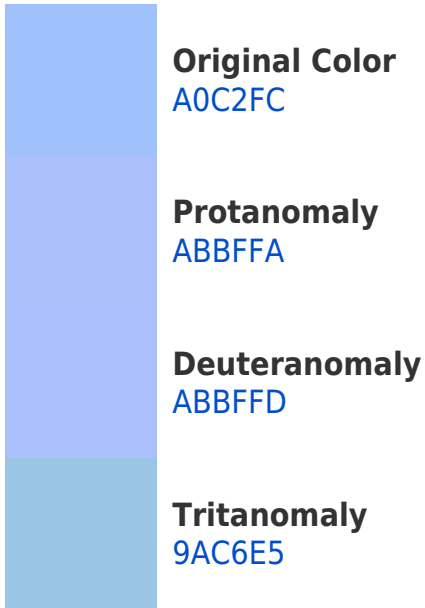 Original Color
A0C2FC
Protanomaly
ABBFFA
Deuteranomaly
ABBFFD
Tritanomaly
9AC6E5